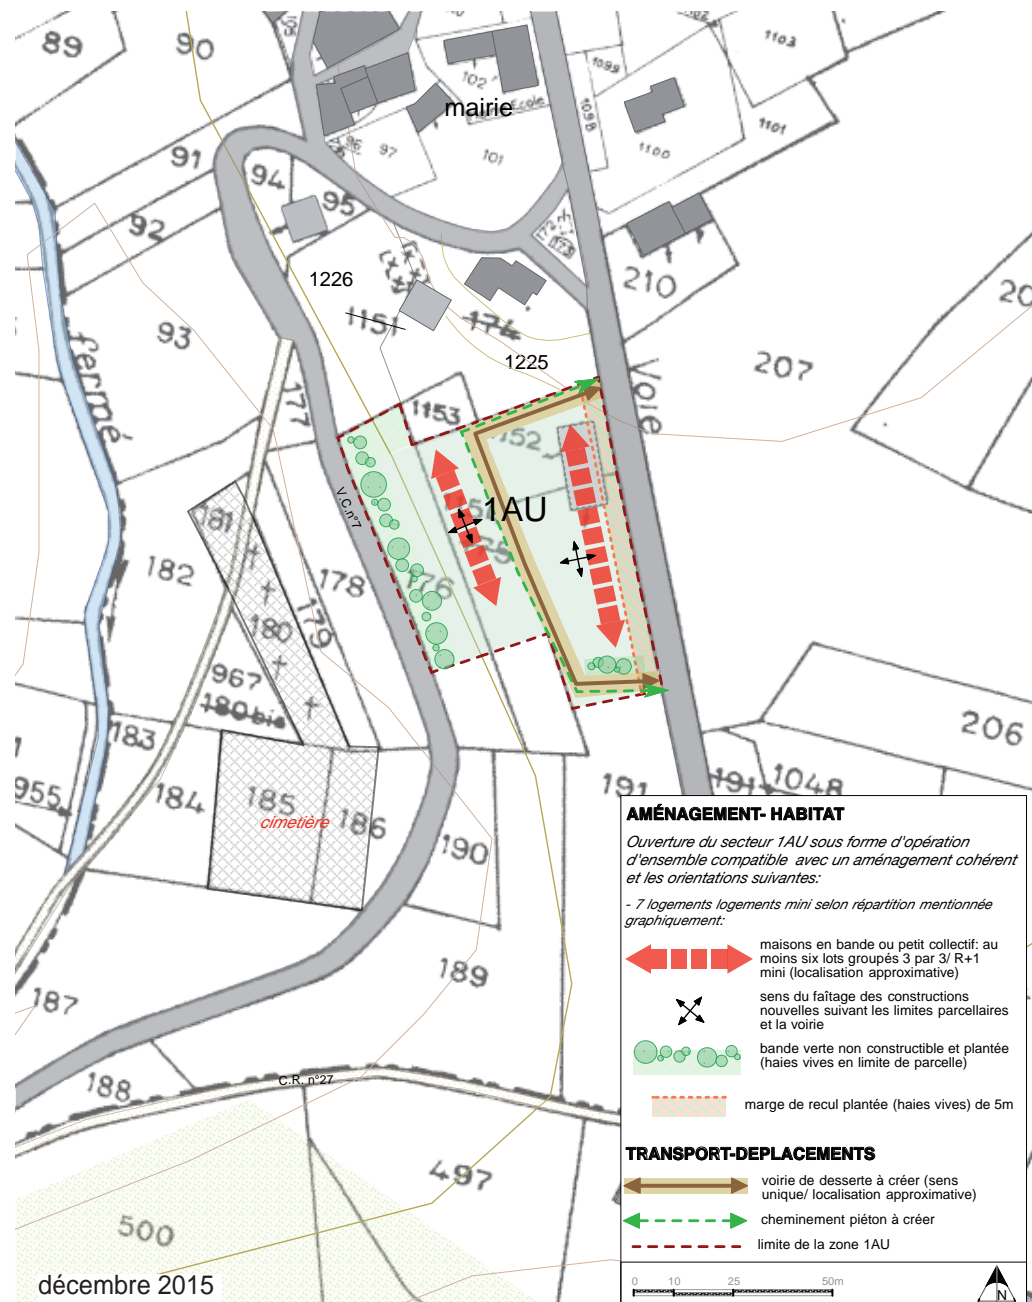 89
90
91
92
93
94
95
96
97
101
102
mairie
École
1098
1099
1100
1101
1102
1103
210
207
20
1226
1151
174
1225
fermé
Voie
177
1153
152
V.C.n°7
1AU
175
176
178
179
180
181
182
967
180 bis
183
184
185
cimetière
186
190
191
191
1048
206
955
187
188
189
C.R. n°27
497
500
décembre 2015
AMÉNAGEMENT- HABITAT
Ouverture du secteur 1AU sous forme d'opération
d'ensemble compatible avec un aménagement cohérent
et les orientations suivantes:
- 7 logements logements mini selon répartition mentionnée
graphiquement:
maisons en bande ou petit collectif: au
moins six lots groupés 3 par 3/ R+1
mini (localisation approximative)
sens du faîtage des constructions
nouvelles suivant les limites parcellaires
et la voirie
bande verte non constructible et plantée
(haies vives en limite de parcelle)
marge de recul plantée (haies vives) de 5m
TRANSPORT-DEPLACEMENTS
voirie de desserte à créer (sens
unique/ localisation approximative)
cheminement piéton à créer
limite de la zone 1AU
0 10 25 50m
N